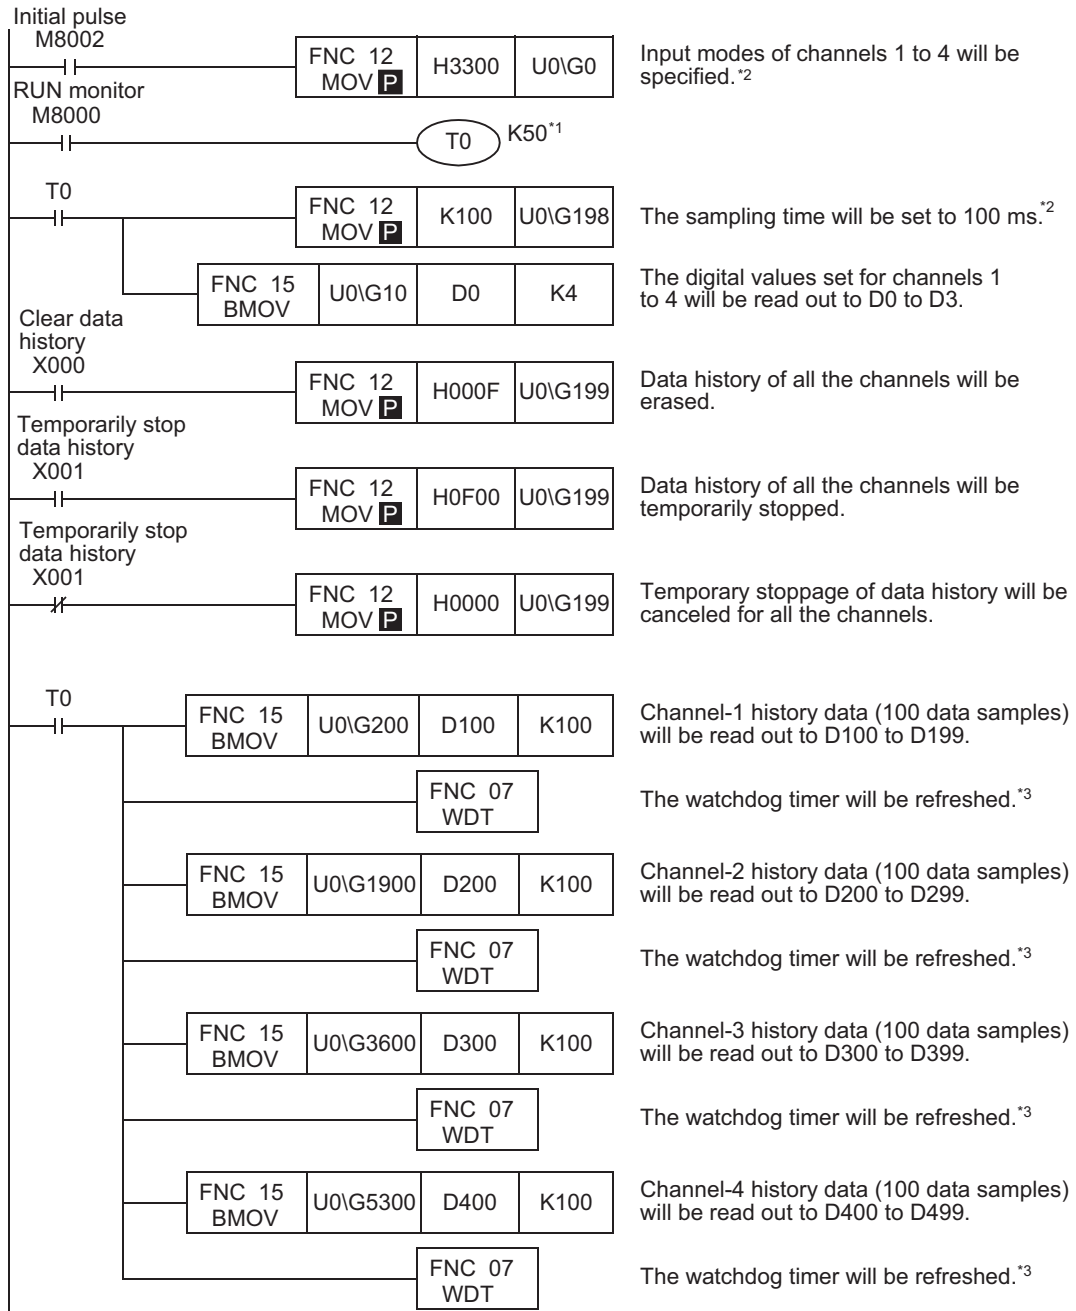 Initial pulse
M8002
FNC 12 MOV P H3300 U0\G0
Input modes of channels 1 to 4 will be
specified.*2
RUN monitor
M8000
T0 K50*1
T0
FNC 12 MOV P K100 U0\G198
The sampling time will be set to 100 ms.*2
FNC 15 BMOV U0\G10 D0 K4
The digital values set for channels 1
to 4 will be read out to D0 to D3.
Clear data
history
X000
FNC 12 MOV P H000F U0\G199
Data history of all the channels will be
erased.
Temporarily stop
data history
X001
FNC 12 MOV P H0F00 U0\G199
Data history of all the channels will be
temporarily stopped.
Temporarily stop
data history
X001
FNC 12 MOV P H0000 U0\G199
Temporary stoppage of data history will be
canceled for all the channels.
T0
FNC 15 BMOV U0\G200 D100 K100
Channel-1 history data (100 data samples)
will be read out to D100 to D199.
FNC 07 WDT
The watchdog timer will be refreshed.*3
FNC 15 BMOV U0\G1900 D200 K100
Channel-2 history data (100 data samples)
will be read out to D200 to D299.
FNC 07 WDT
The watchdog timer will be refreshed.*3
FNC 15 BMOV U0\G3600 D300 K100
Channel-3 history data (100 data samples)
will be read out to D300 to D399.
FNC 07 WDT
The watchdog timer will be refreshed.*3
FNC 15 BMOV U0\G5300 D400 K100
Channel-4 history data (100 data samples)
will be read out to D400 to D499.
FNC 07 WDT
The watchdog timer will be refreshed.*3